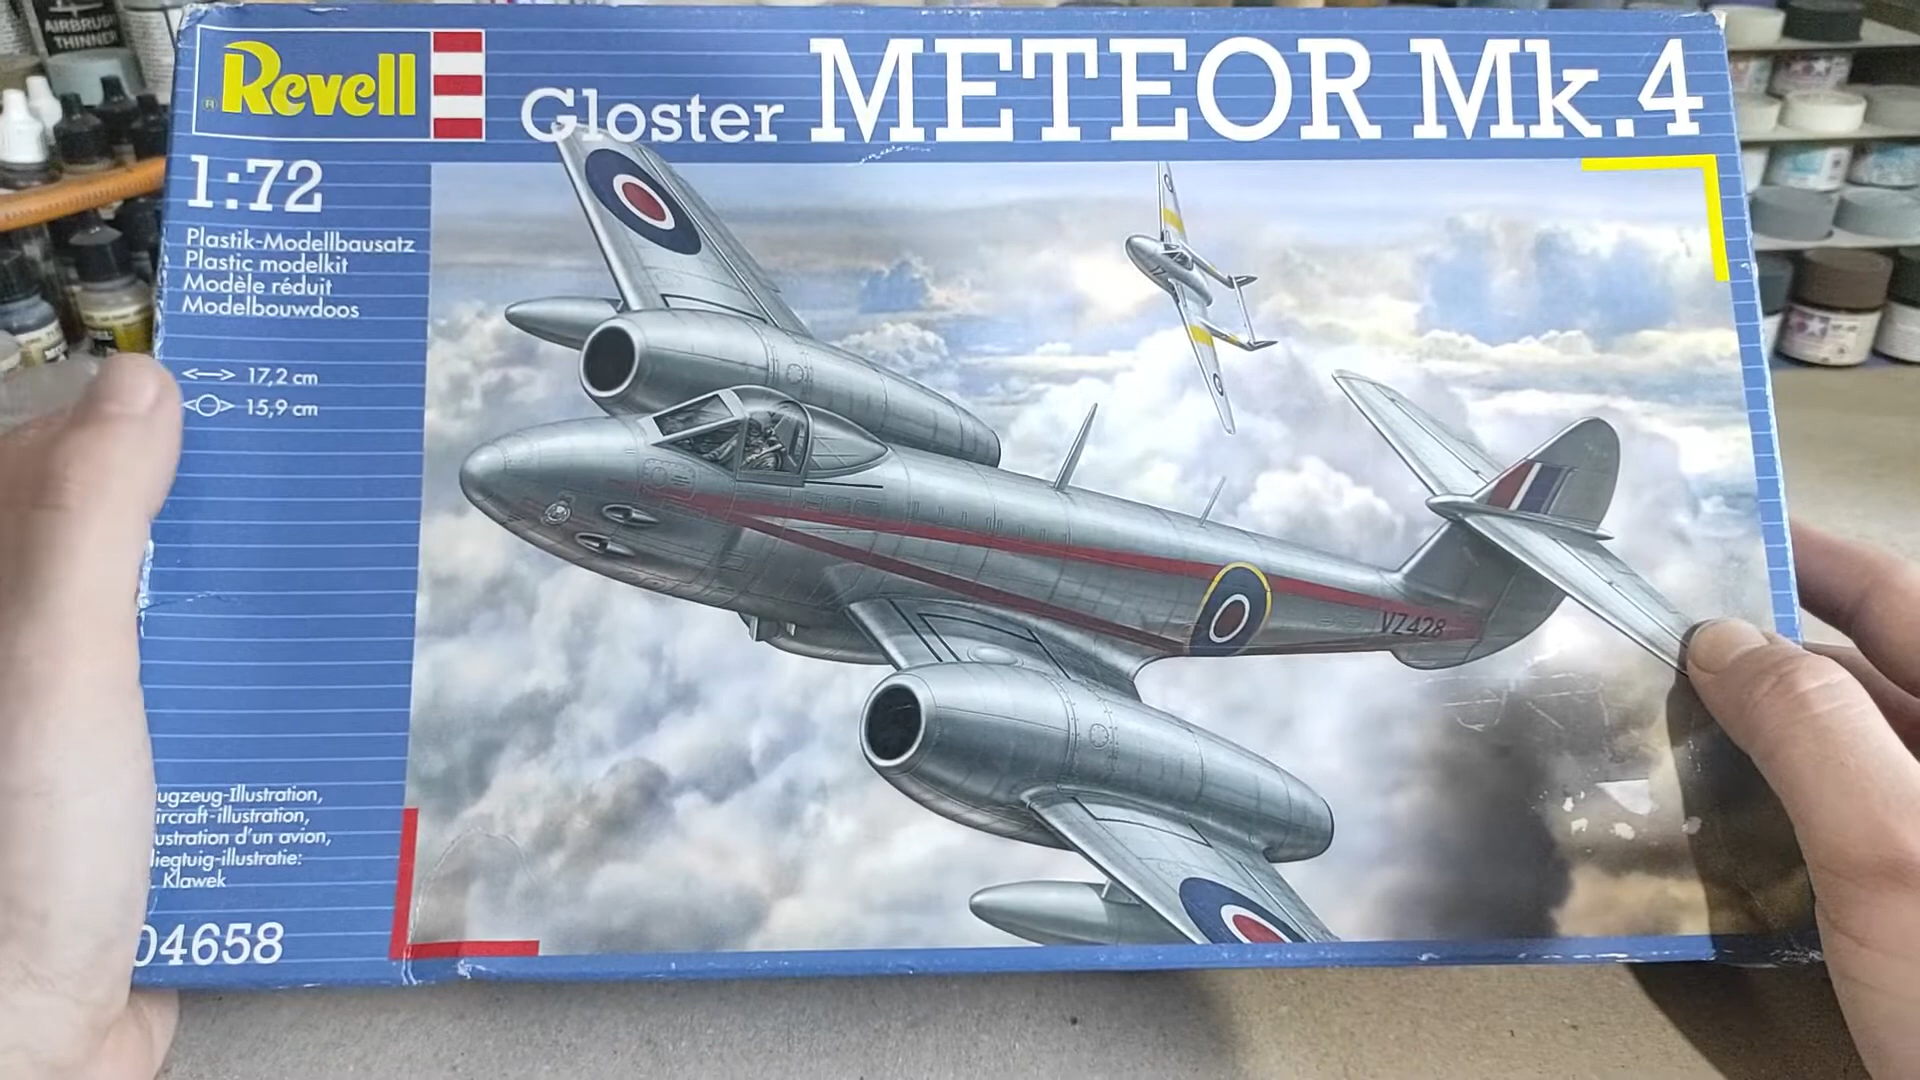 AIRBRUSH
THINNER
Revell
®
Gloster METEOR Mk.4
1:72
Plastik-Modellbausatz
Plastic modelkit
Modèle réduit
Modelbouwdoos
17,2 cm
15,9 cm
VZ428
ugzeug-Illustration,
ircraft-illustration,
ustration d'un avion,
liegtuig-illustratie:
. Klawek
04658